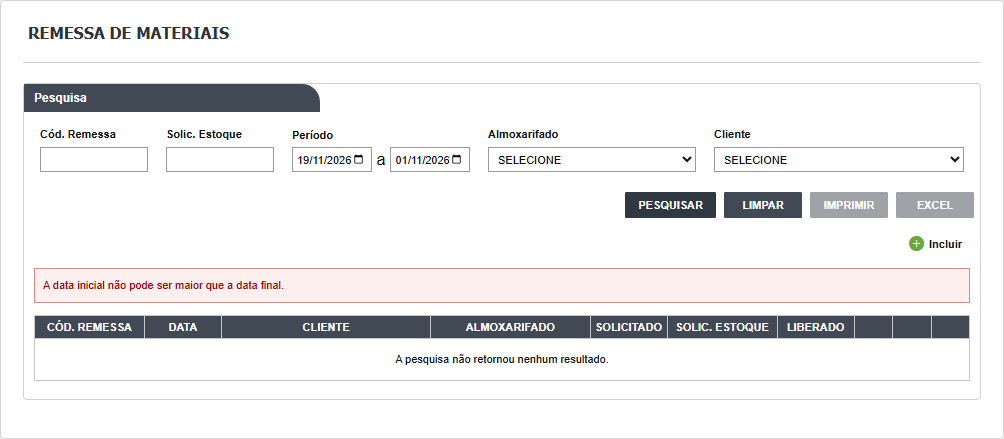 REMESSA DE MATERIAIS
Pesquisa
Cód. Remessa Solic. Estoque Período Almoxarifado Cliente
19/11/2026 a 01/11/2026 SELECIONE SELECIONE
PESQUISAR LIMPAR IMPRIMIR EXCEL
Incluir
A data inicial não pode ser maior que a data final.
CÓD. REMESSA DATA CLIENTE ALMOXARIFADO SOLICITADO SOLIC. ESTOQUE LIBERADO
A pesquisa não retornou nenhum resultado.